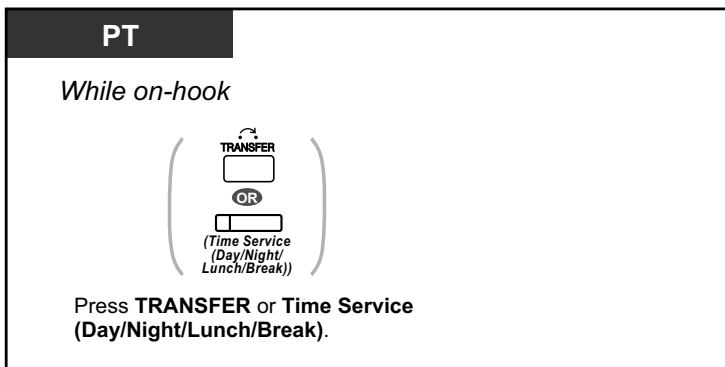 PT
While on-hook
TRANSFER
OR
(Time Service
(Day/Night/
Lunch/Break))
Press TRANSFER or Time Service
(Day/Night/Lunch/Break).